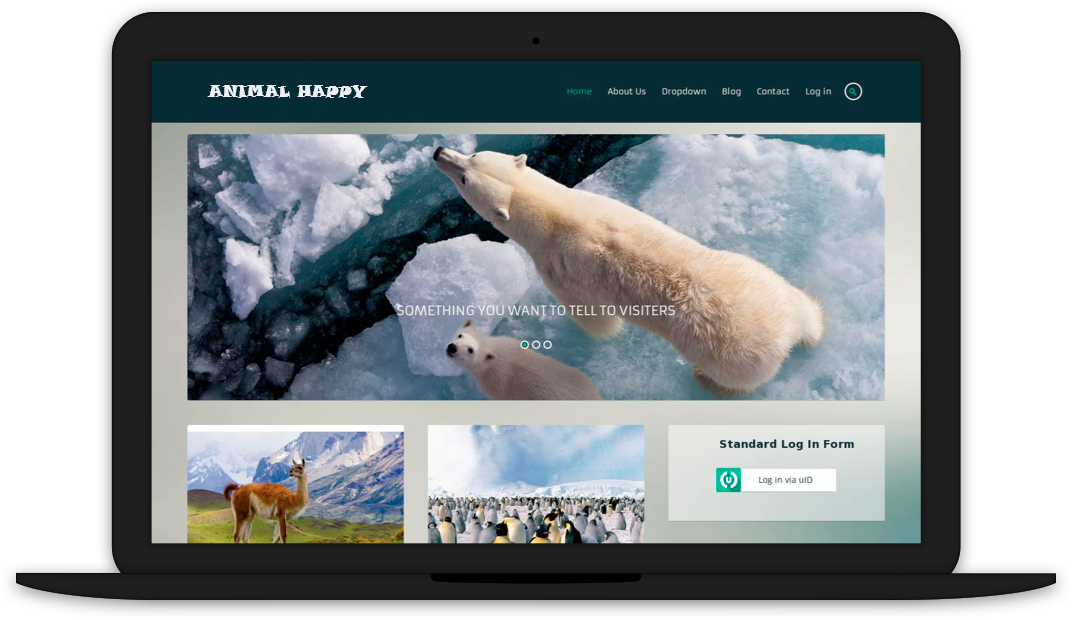 ANIMAL HAPPY
Home About Us Dropdown Blog Contact Log in
SOMETHING YOU WANT TO TELL TO VISITERS
Standard Log In Form
Log in via uID